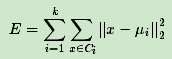 $E = \sum_{i=1}^{k} \sum_{x \in C_i} ||x - \mu_i||_2^2$